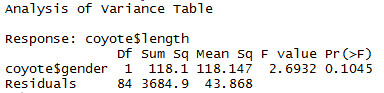 Analysis of Variance Table
Response: coyote$length
Df Sum Sq Mean Sq F value Pr(>F)
coyote$gender 1 118.1 118.147 2.6932 0.1045
Residuals 84 3684.9 43.868